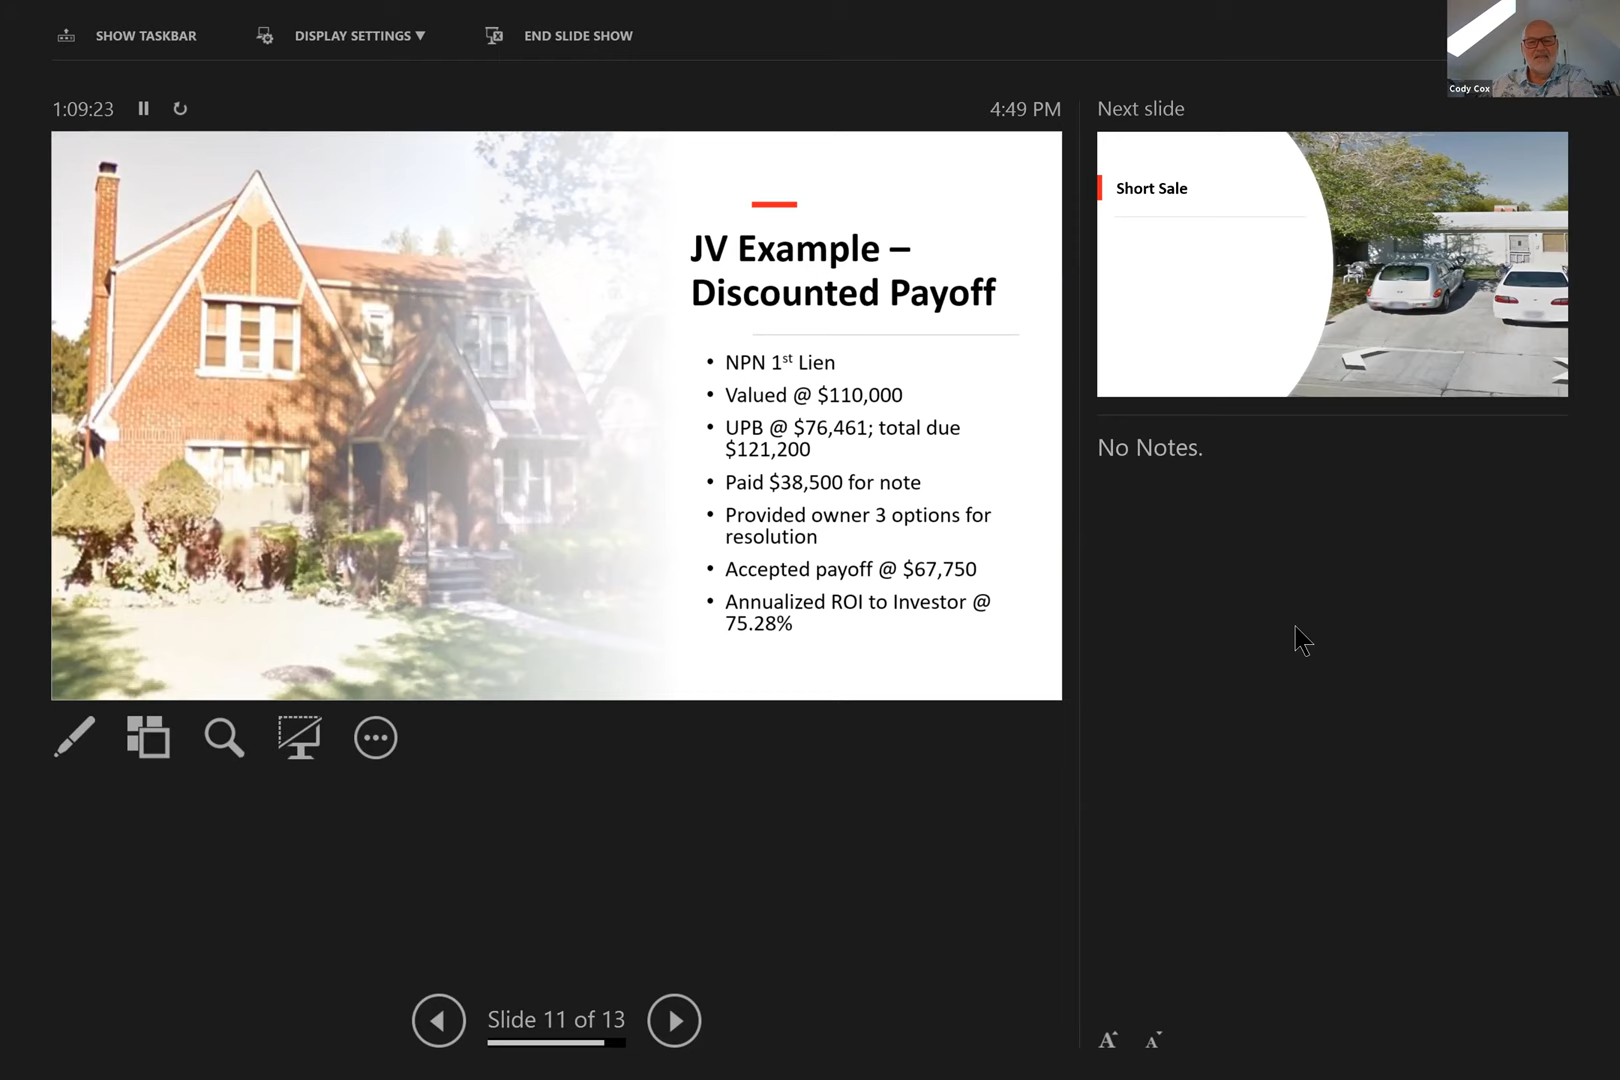 SHOW TASKBAR
DISPLAY SETTINGS ▼
END SLIDE SHOW
Cody Cox
1:09:23
4:49 PM
Next slide
JV Example –
Discounted Payoff
• NPN 1st Lien
• Valued @ $110,000
• UPB @ $76,461; total due
$121,200
• Paid $38,500 for note
• Provided owner 3 options for
resolution
• Accepted payoff @ $67,750
• Annualized ROI to Investor @
75.28%
Short Sale
No Notes.
Slide 11 of 13
A A